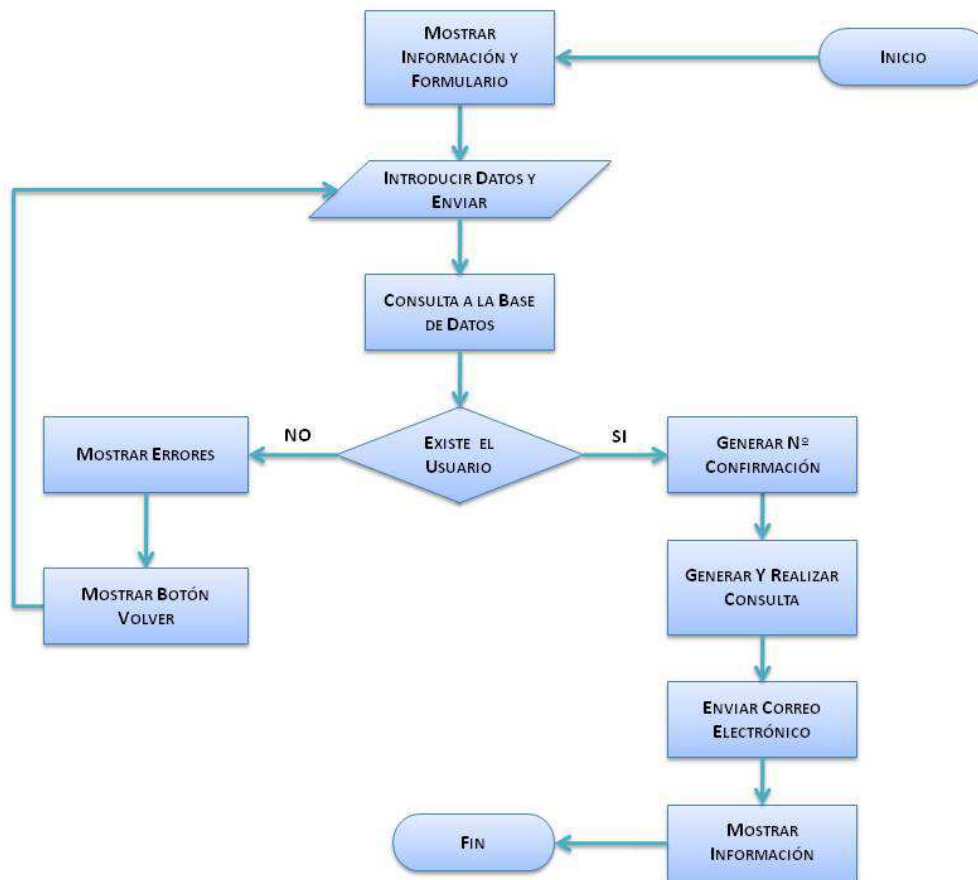 MOSTRAR
INFORMACIÓN Y
FORMULARIO
INICIO
INTRODUCIR DATOS Y
ENVIAR
CONSULTA A LA BASE
DE DATOS
EXISTE EL
USUARIO
NO
SI
MOSTRAR ERRORES
GENERAR Nº
CONFIRMACIÓN
MOSTRAR BOTÓN
VOLVER
GENERAR Y REALIZAR
CONSULTA
ENVIAR CORREO
ELECTRÓNICO
MOSTRAR
INFORMACIÓN
FIN